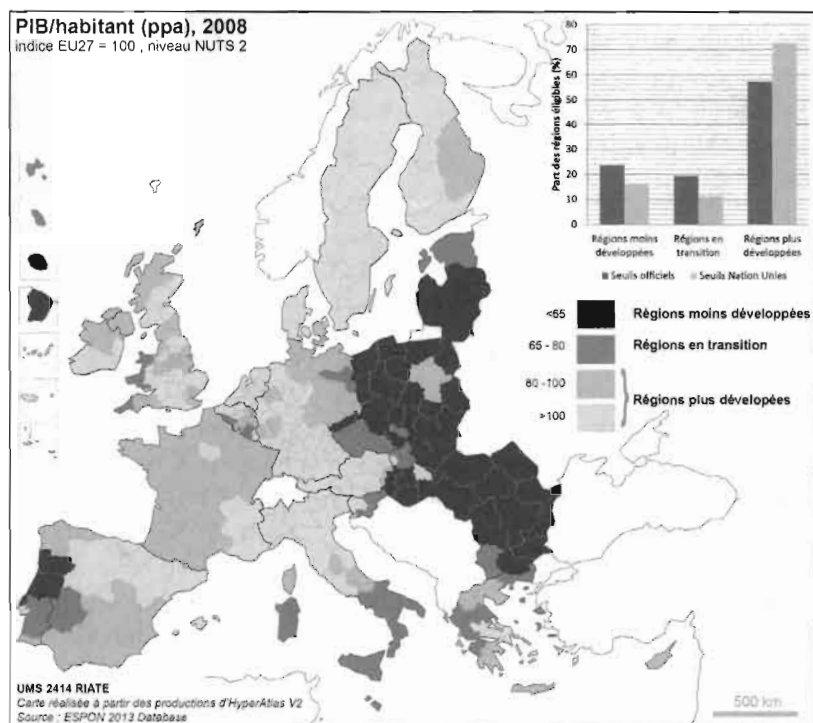 PIB/habitant (ppa), 2008
indice EU27 = 100 , niveau NUTS 2
Part des régions éligibles (%)
80
70
60
50
40
30
20
10
0
Régions moins développées
Régions en transition
Régions plus développées
Seuils officiels
Seuils Nation Unies
<65 Régions moins développées
65 - 80 Régions en transition
80 -100
>100
Régions plus dévelopées
UMS 2414 RIATE
Carte réalisée à partir des productions d'HyperAtlas V2
Source : ESPON 2013 Database
500 km